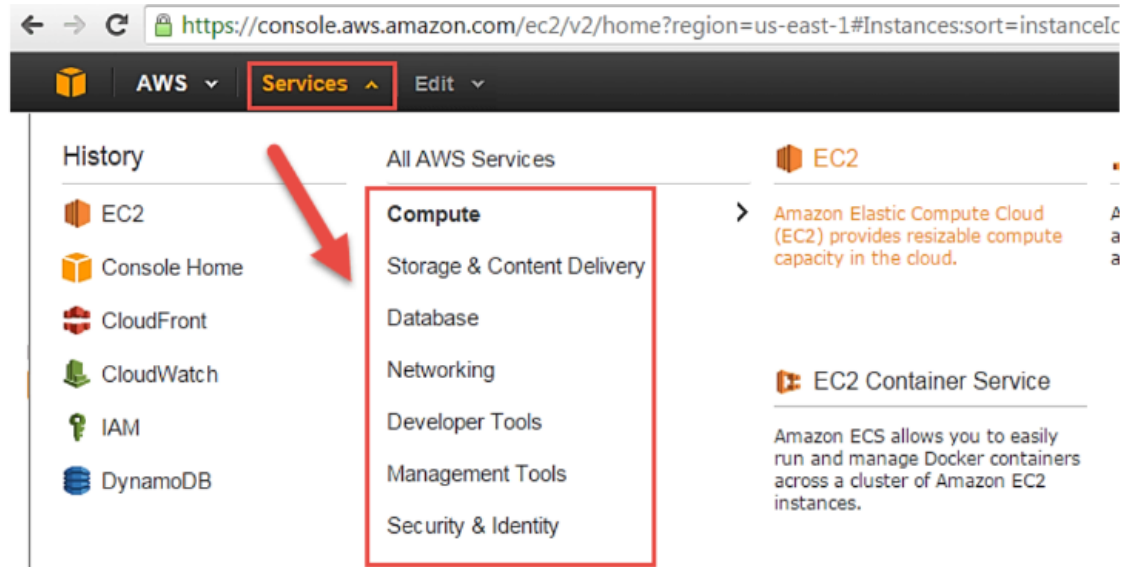 https://console.aws.amazon.com/ec2/v2/home?region=us-east-1#Instances:sort=instanceId
AWS Services Edit
History
EC2
Console Home
CloudFront
CloudWatch
IAM
DynamoDB
All AWS Services
Compute
Storage & Content Delivery
Database
Networking
Developer Tools
Management Tools
Security & Identity
EC2
Amazon Elastic Compute Cloud
(EC2) provides resizable compute
capacity in the cloud.
EC2 Container Service
Amazon ECS allows you to easily
run and manage Docker containers
across a cluster of Amazon EC2
instances.